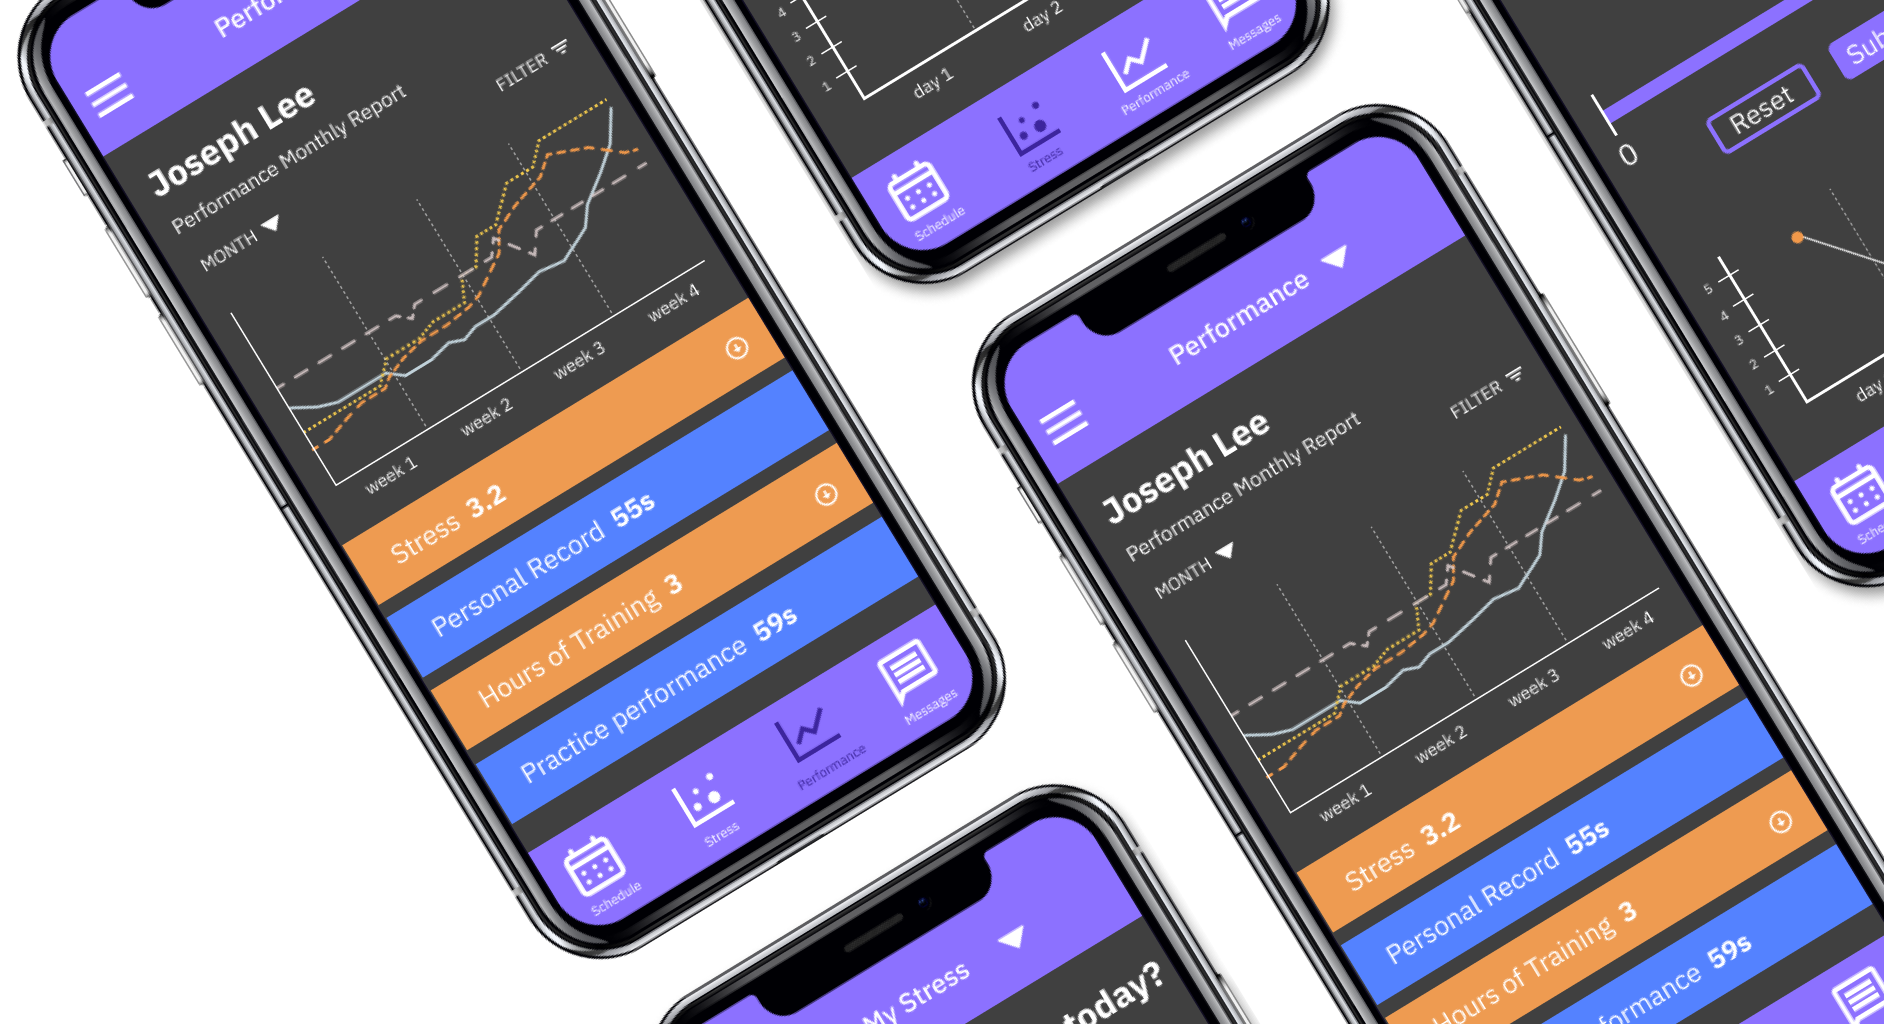 Joseph Lee
Performance Monthly Report
FILTER
MONTH
week 1
week 2
week 3
week 4
Stress 3.2
Personal Record 55s
Hours of Training 3
Practice performance 59s
Schedule
Stress
Performance
Messages
4
3
2
1
day 1
day 2
Schedule
Stress
Performance
Messages
Performance
Joseph Lee
Performance Monthly Report
FILTER
MONTH
week 1
week 2
week 3
week 4
Stress 3.2
Personal Record 55s
Hours of Training 3
59s
My Stress
today?
0
Reset
5
4
3
2
1
day